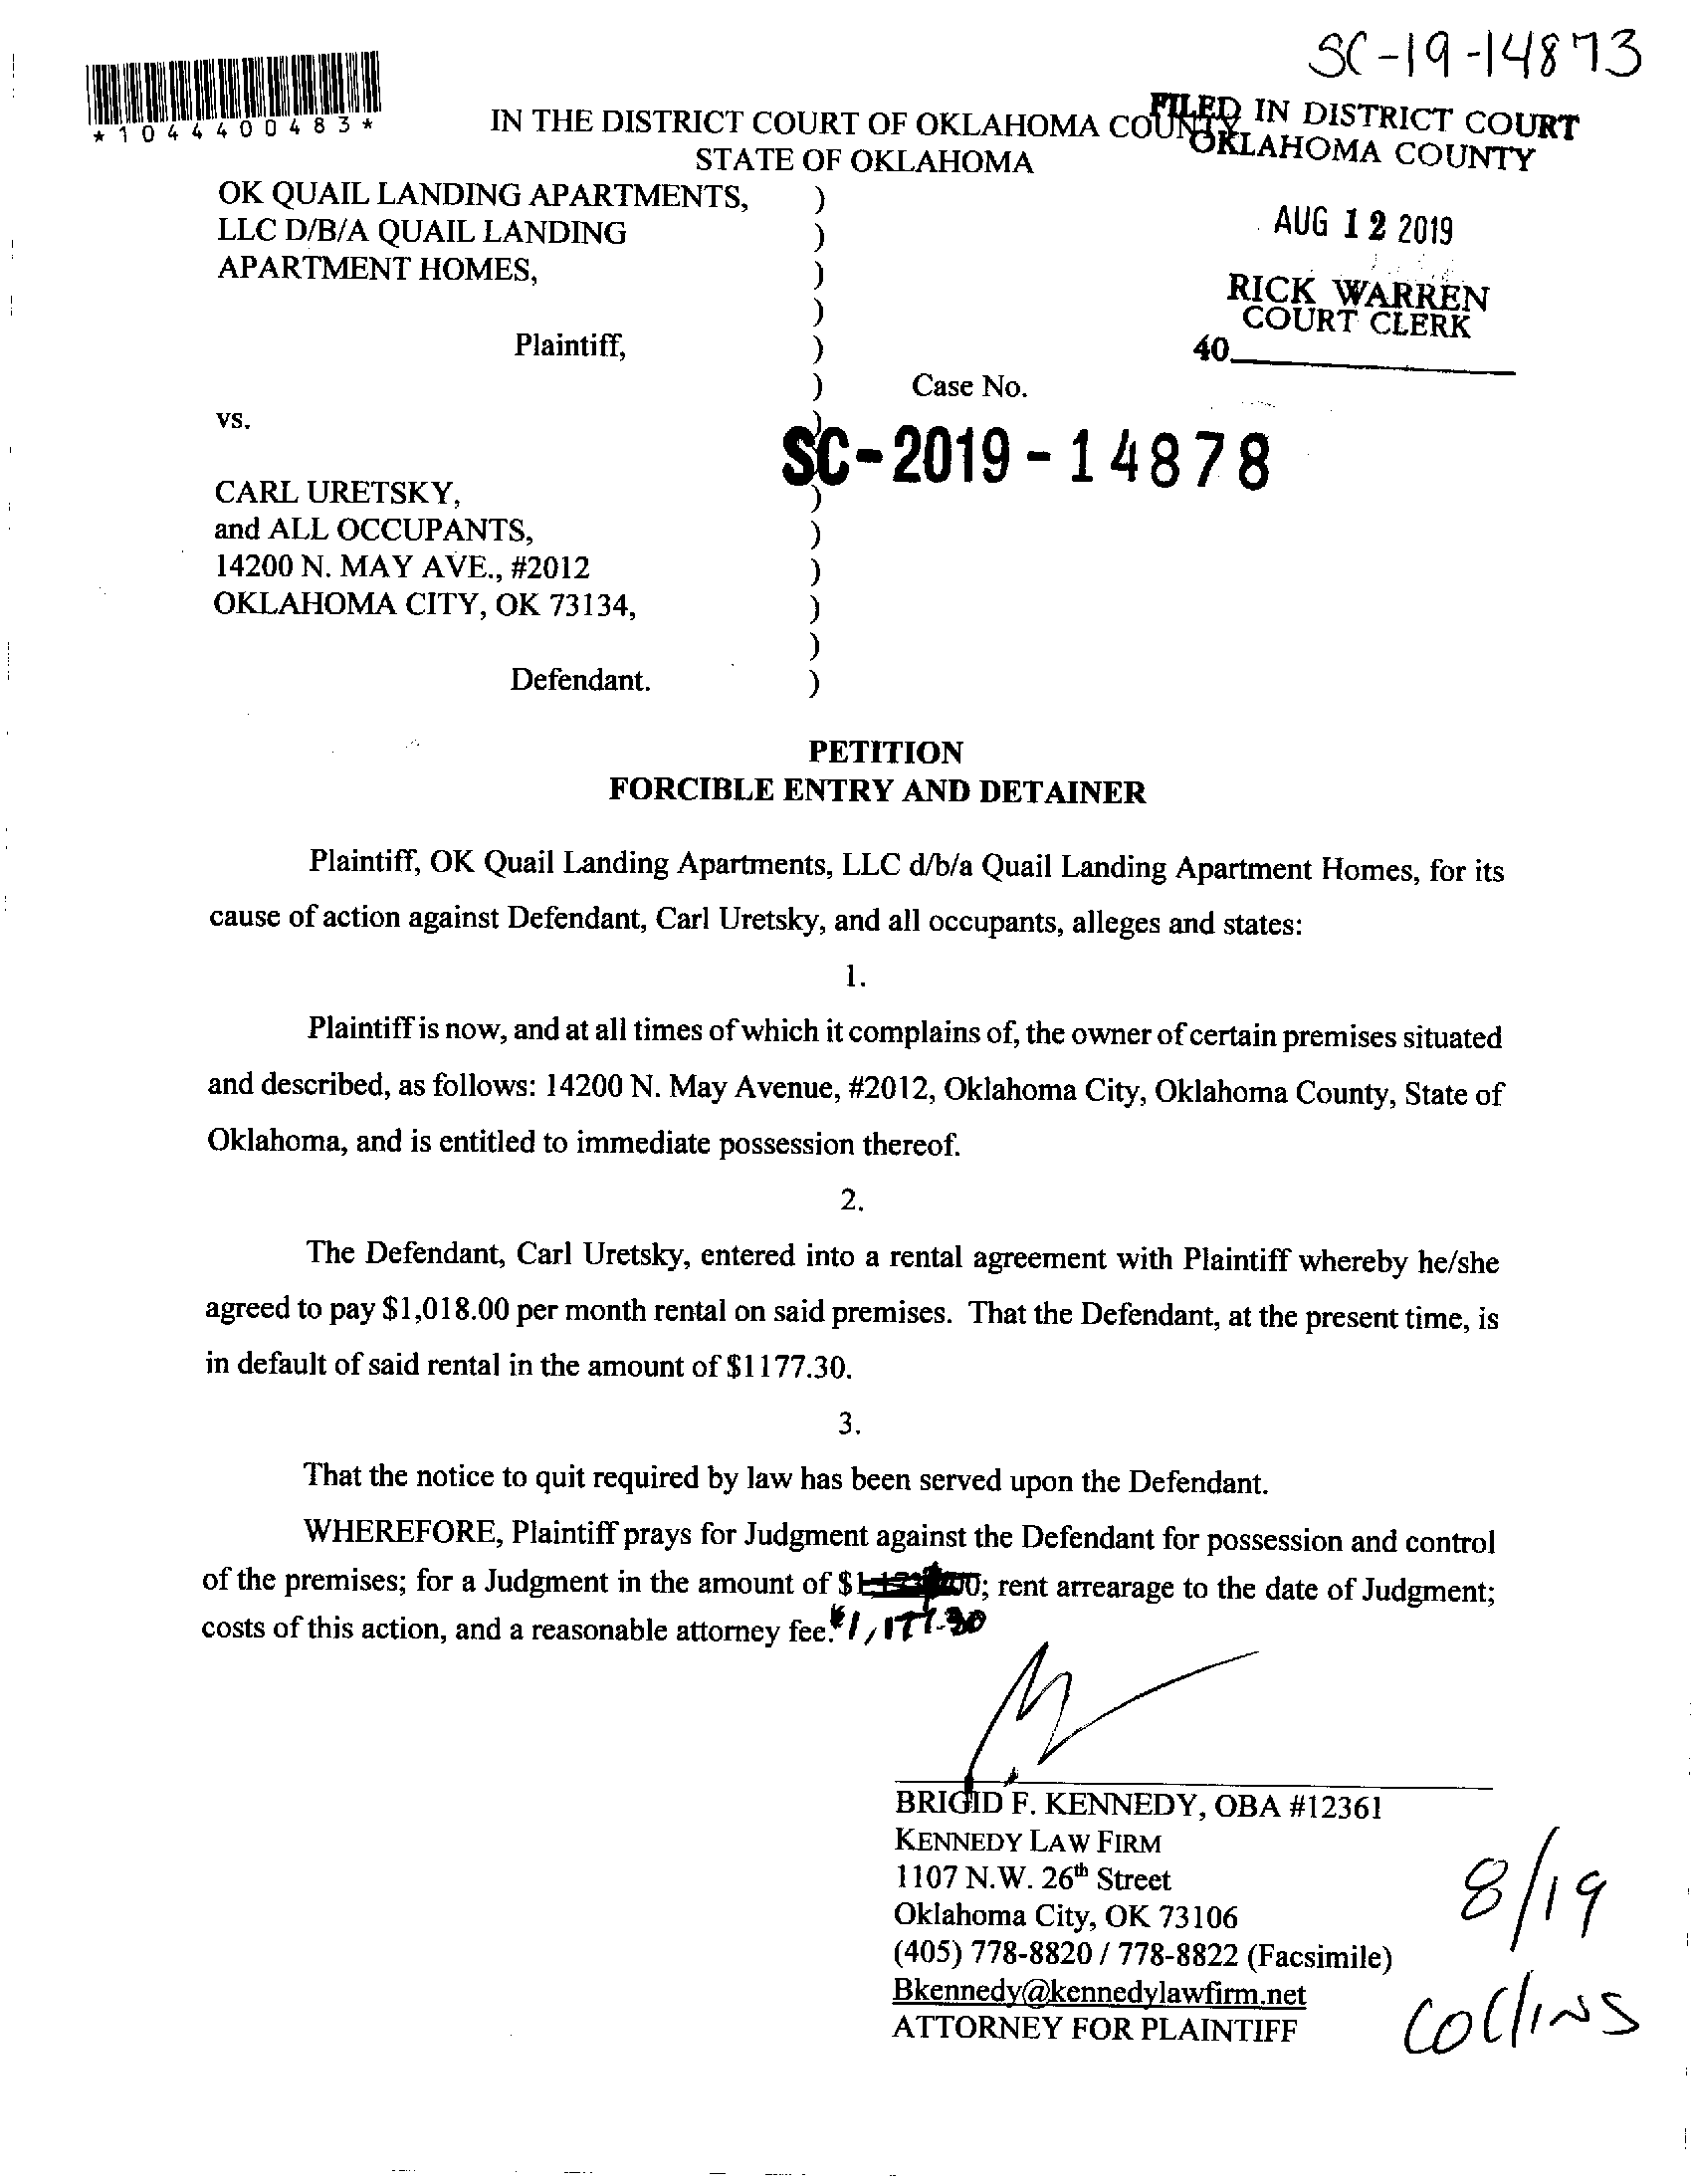 SC-19-14873
*1044400483*
IN THE DISTRICT COURT OF OKLAHOMA COUNTY
STATE OF OKLAHOMA
FILED IN DISTRICT COURT
OKLAHOMA COUNTY
AUG 12 2019
RICK WARREN
COURT CLERK
40
OK QUAIL LANDING APARTMENTS, )
LLC D/B/A QUAIL LANDING )
APARTMENT HOMES, )
)
Plaintiff, )
) Case No.
vs. )
SC-2019-14878
CARL URETSKY, )
and ALL OCCUPANTS, )
14200 N. MAY AVE., #2012 )
OKLAHOMA CITY, OK 73134, )
)
Defendant. )
PETITION
FORCIBLE ENTRY AND DETAINER
Plaintiff, OK Quail Landing Apartments, LLC d/b/a Quail Landing Apartment Homes, for its
cause of action against Defendant, Carl Uretsky, and all occupants, alleges and states:
1.
Plaintiff is now, and at all times of which it complains of, the owner of certain premises situated
and described, as follows: 14200 N. May Avenue, #2012, Oklahoma City, Oklahoma County, State of
Oklahoma, and is entitled to immediate possession thereof.
2.
The Defendant, Carl Uretsky, entered into a rental agreement with Plaintiff whereby he/she
agreed to pay $1,018.00 per month rental on said premises. That the Defendant, at the present time, is
in default of said rental in the amount of $1177.30.
3.
That the notice to quit required by law has been served upon the Defendant.
WHEREFORE, Plaintiff prays for Judgment against the Defendant for possession and control
of the premises; for a Judgment in the amount of $; rent arrearage to the date of Judgment;
costs of this action, and a reasonable attorney fee. $1,177.30
BRIGID F. KENNEDY, OBA #12361
KENNEDY LAW FIRM
1107 N.W. 26th Street
Oklahoma City, OK 73106
(405) 778-8820 / 778-8822 (Facsimile)
Bkennedy@kennedylawfirm.net
ATTORNEY FOR PLAINTIFF
8/19
Collins